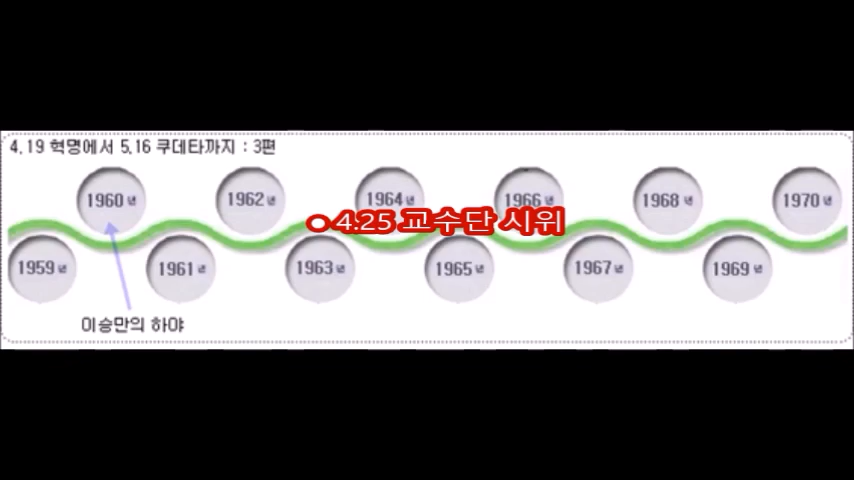 4.19 혁명에서 5.16 쿠데타까지 : 3편
1960년 1962년 1964년 1966년 1968년 1970년
4.25 교수단 시위
1959년 1961년 1963년 1965년 1967년 1969년
이승만의 하야